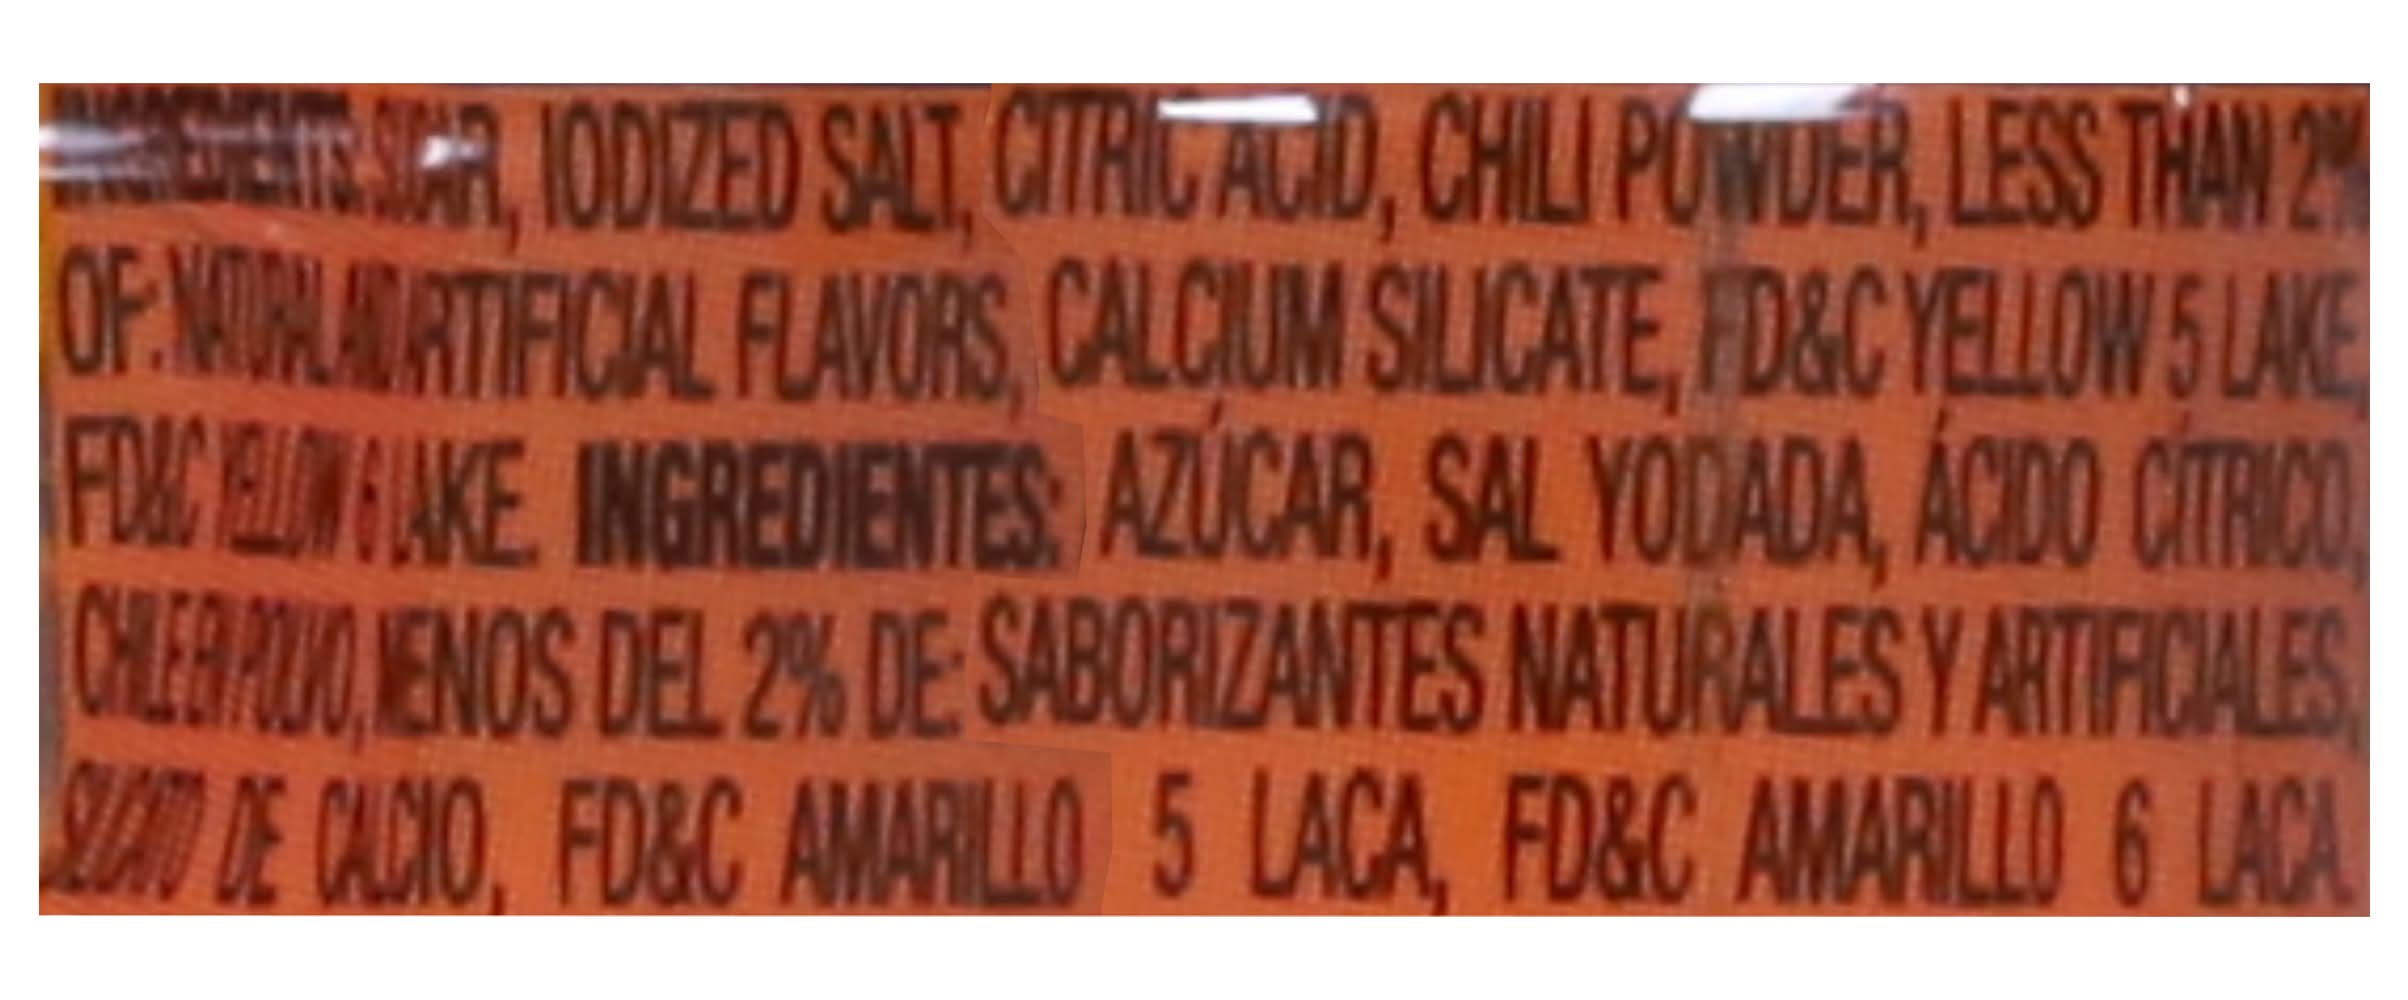 INGREDIENTS: SUGAR, IODIZED SALT, CITRIC ACID, CHILI POWDER, LESS THAN 2%
OF: NATURAL AND ARTIFICIAL FLAVORS, CALCIUM SILICATE, FD&C YELLOW 5 LAKE,
FD&C YELLOW 6 LAKE. INGREDIENTES: AZÚCAR, SAL YODADA, ÁCIDO CÍTRICO,
CHILE EN POLVO, MENOS DEL 2% DE: SABORIZANTES NATURALES Y ARTIFICIALES,
SILICATO DE CALCIO, FD&C AMARILLO 5 LACA, FD&C AMARILLO 6 LACA.